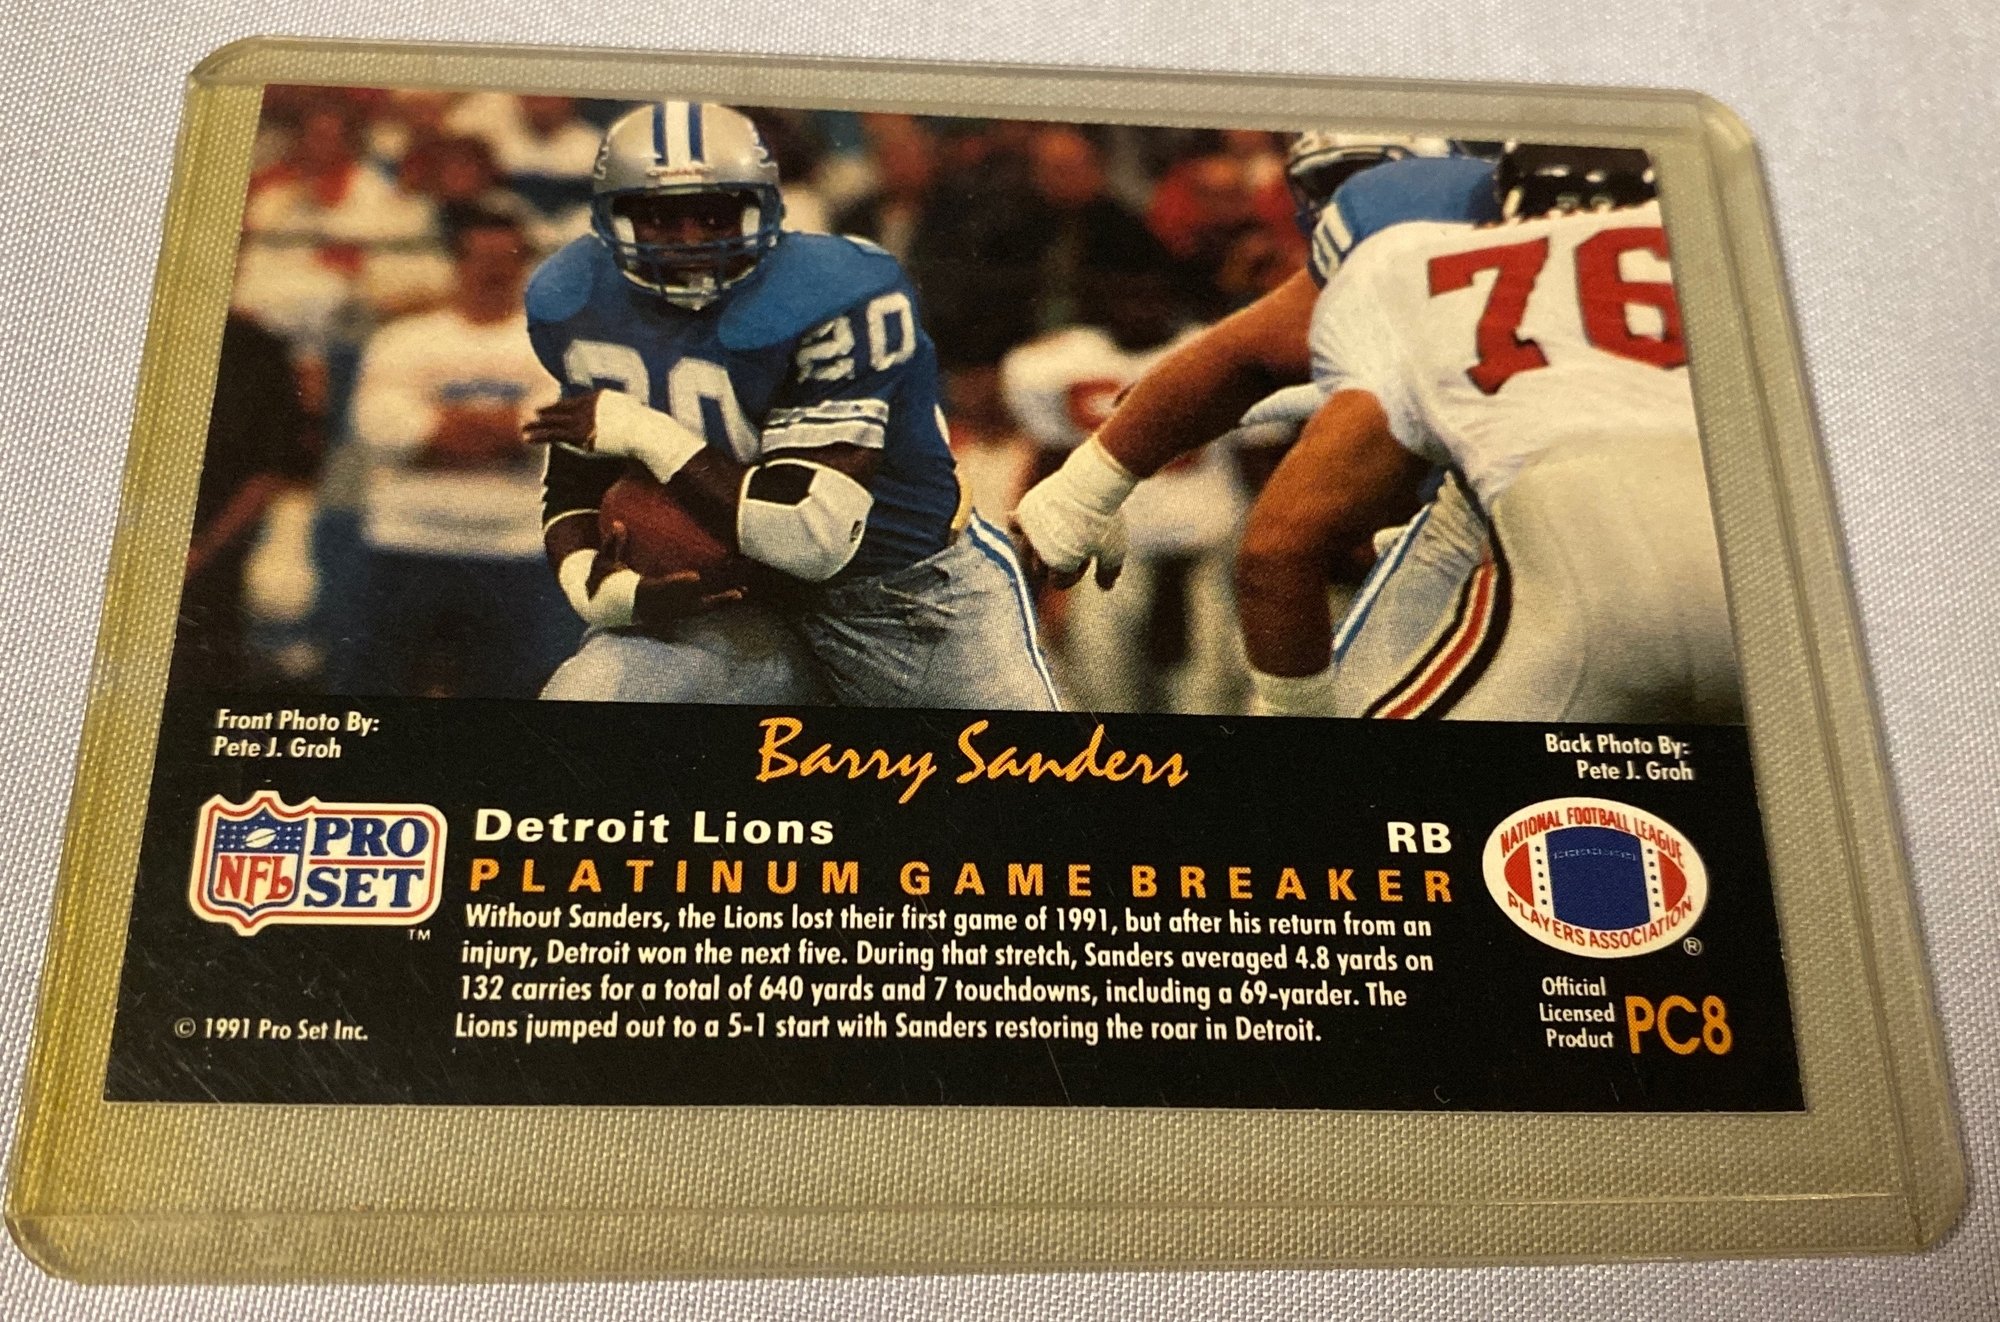 20
20
76
Front Photo By:
Pete J. Groh
Barry Sanders
Back Photo By:
Pete J. Groh
NFL
PRO
SET
TM
Detroit Lions
RB
PLATINUM GAME BREAKER
Without Sanders, the Lions lost their first game of 1991, but after his return from an
injury, Detroit won the next five. During that stretch, Sanders averaged 4.8 yards on
132 carries for a total of 640 yards and 7 touchdowns, including a 69-yarder. The
Lions jumped out to a 5-1 start with Sanders restoring the roar in Detroit.
© 1991 Pro Set Inc.
NATIONAL FOOTBALL LEAGUE
PLAYERS ASSOCIATION
®
Official
Licensed
Product
PC8